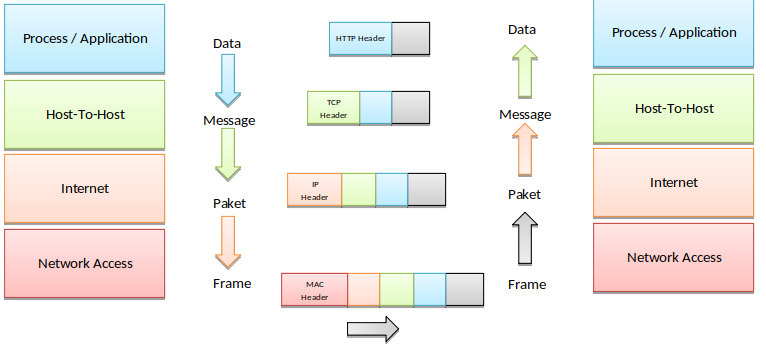 Process / Application
Data
HTTP Header
Data
Process / Application
Host-To-Host
Message
TCP
Header
Message
Host-To-Host
Internet
Paket
IP
Header
Paket
Internet
Network Access
Frame
MAC
Header
Frame
Network Access